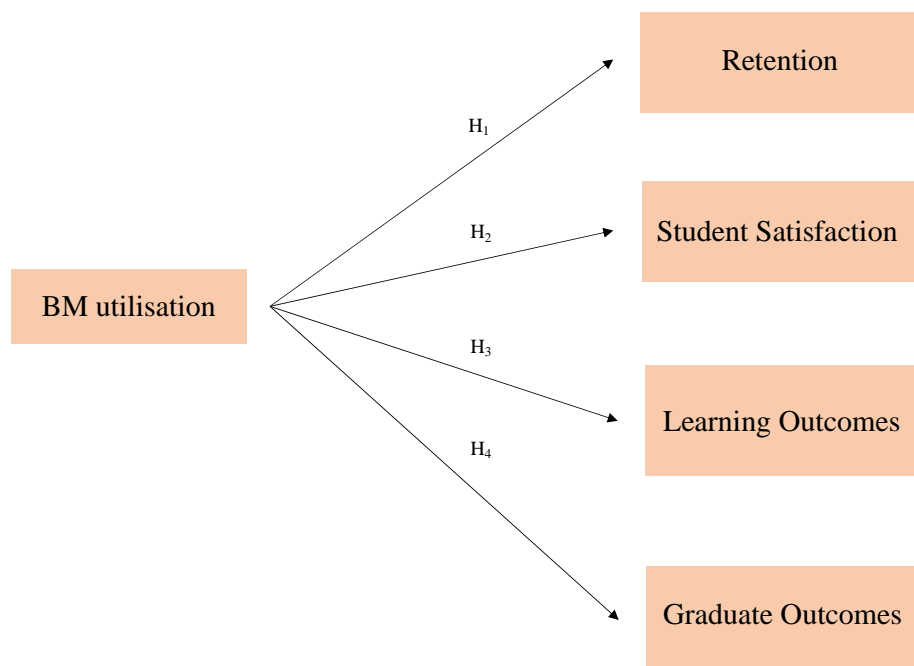 Retention
H₁
Student Satisfaction
H₂
BM utilisation
H₃
Learning Outcomes
H₄
Graduate Outcomes